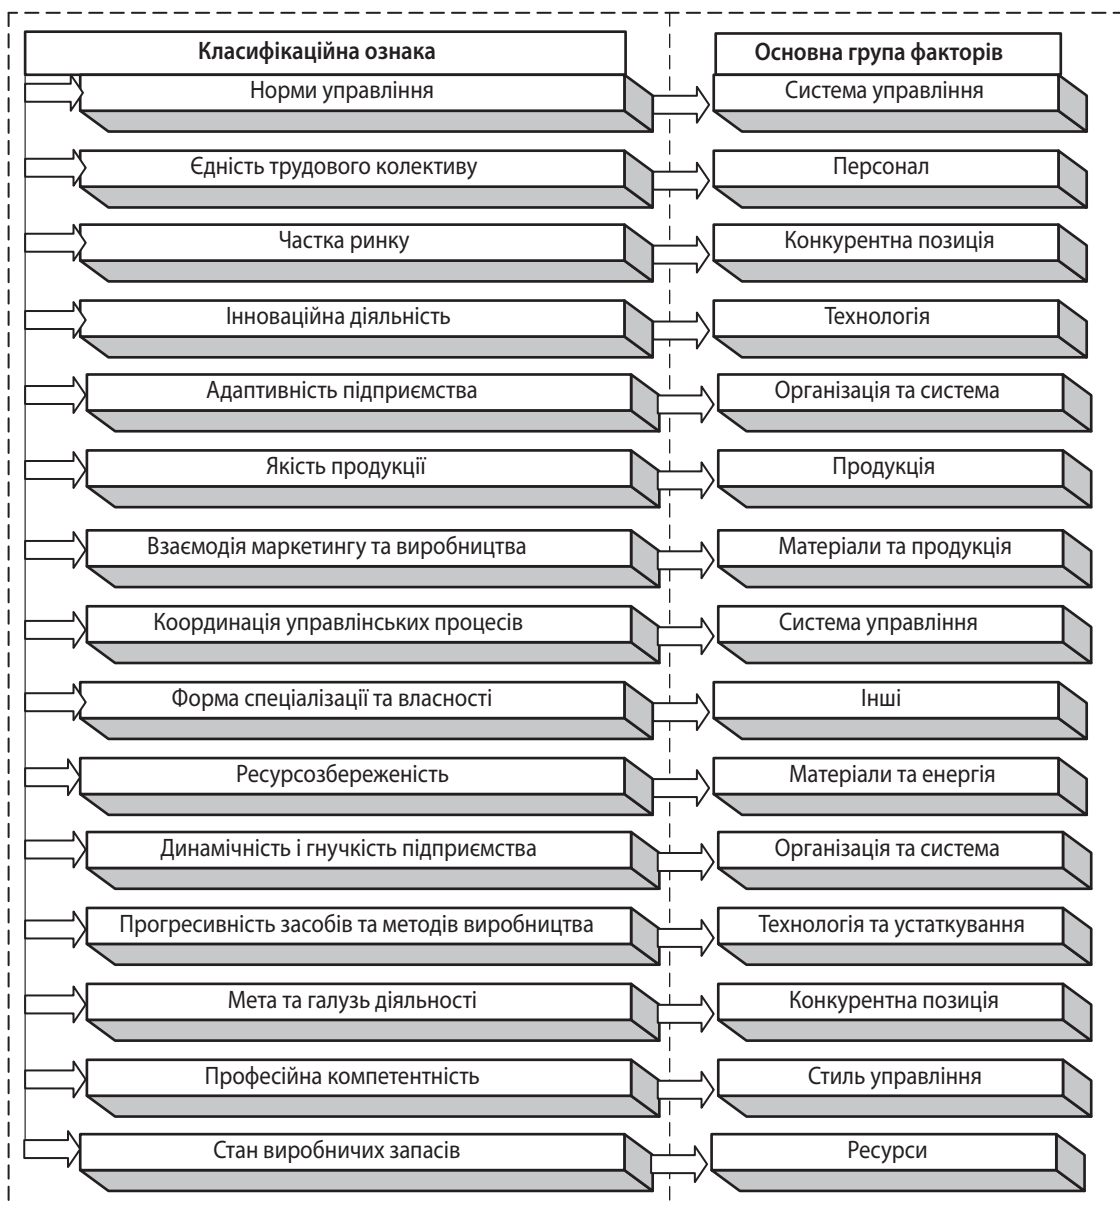 Класифікаційна ознака
Основна група факторів
Норми управління
Система управління
Єдність трудового колективу
Персонал
Частка ринку
Конкурентна позиція
Інноваційна діяльність
Технологія
Адаптивність підприємства
Організація та система
Якість продукції
Продукція
Взаємодія маркетингу та виробництва
Матеріали та продукція
Координація управлінських процесів
Система управління
Форма спеціалізації та власності
Інші
Ресурсозбереженість
Матеріали та енергія
Динамічність і гнучкість підприємства
Організація та система
Прогресивність засобів та методів виробництва
Технологія та устаткування
Мета та галузь діяльності
Конкурентна позиція
Професійна компетентність
Стиль управління
Стан виробничих запасів
Ресурси